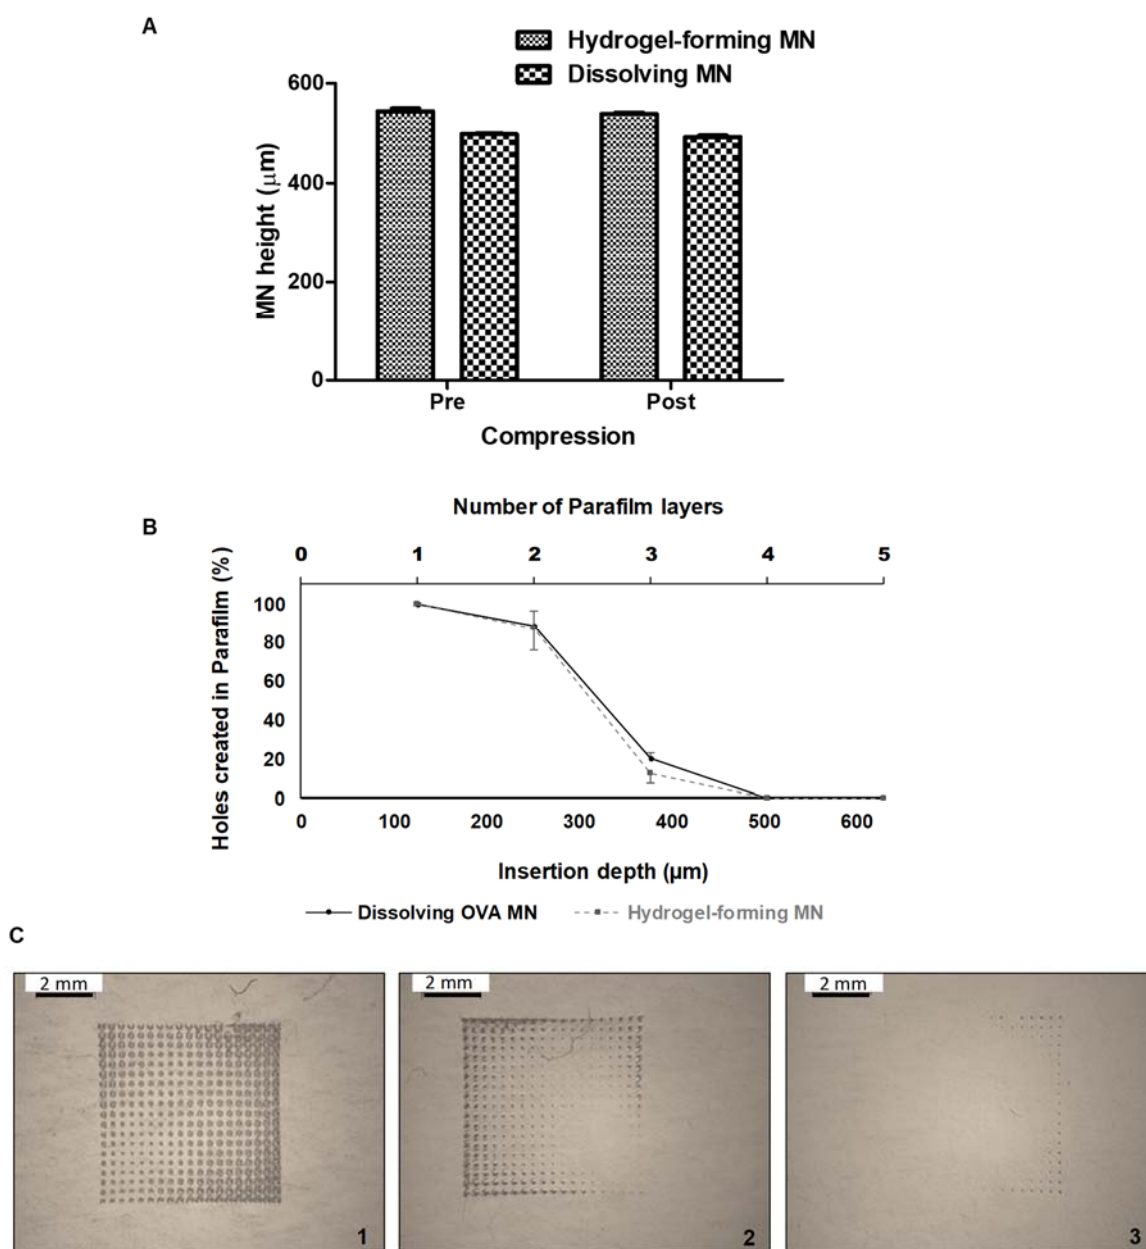 A
Hydrogel-forming MN
Dissolving MN
600
400
200
0
MN height (μm)
Pre Post
Compression
B
Number of Parafilm layers
0 1 2 3 4 5
Holes created in Parafilm (%)
100
80
60
40
20
0
0 100 200 300 400 500 600
Insertion depth (μm)
Dissolving OVA MN Hydrogel-forming MN
C
2 mm 2 mm 2 mm
1 2 3